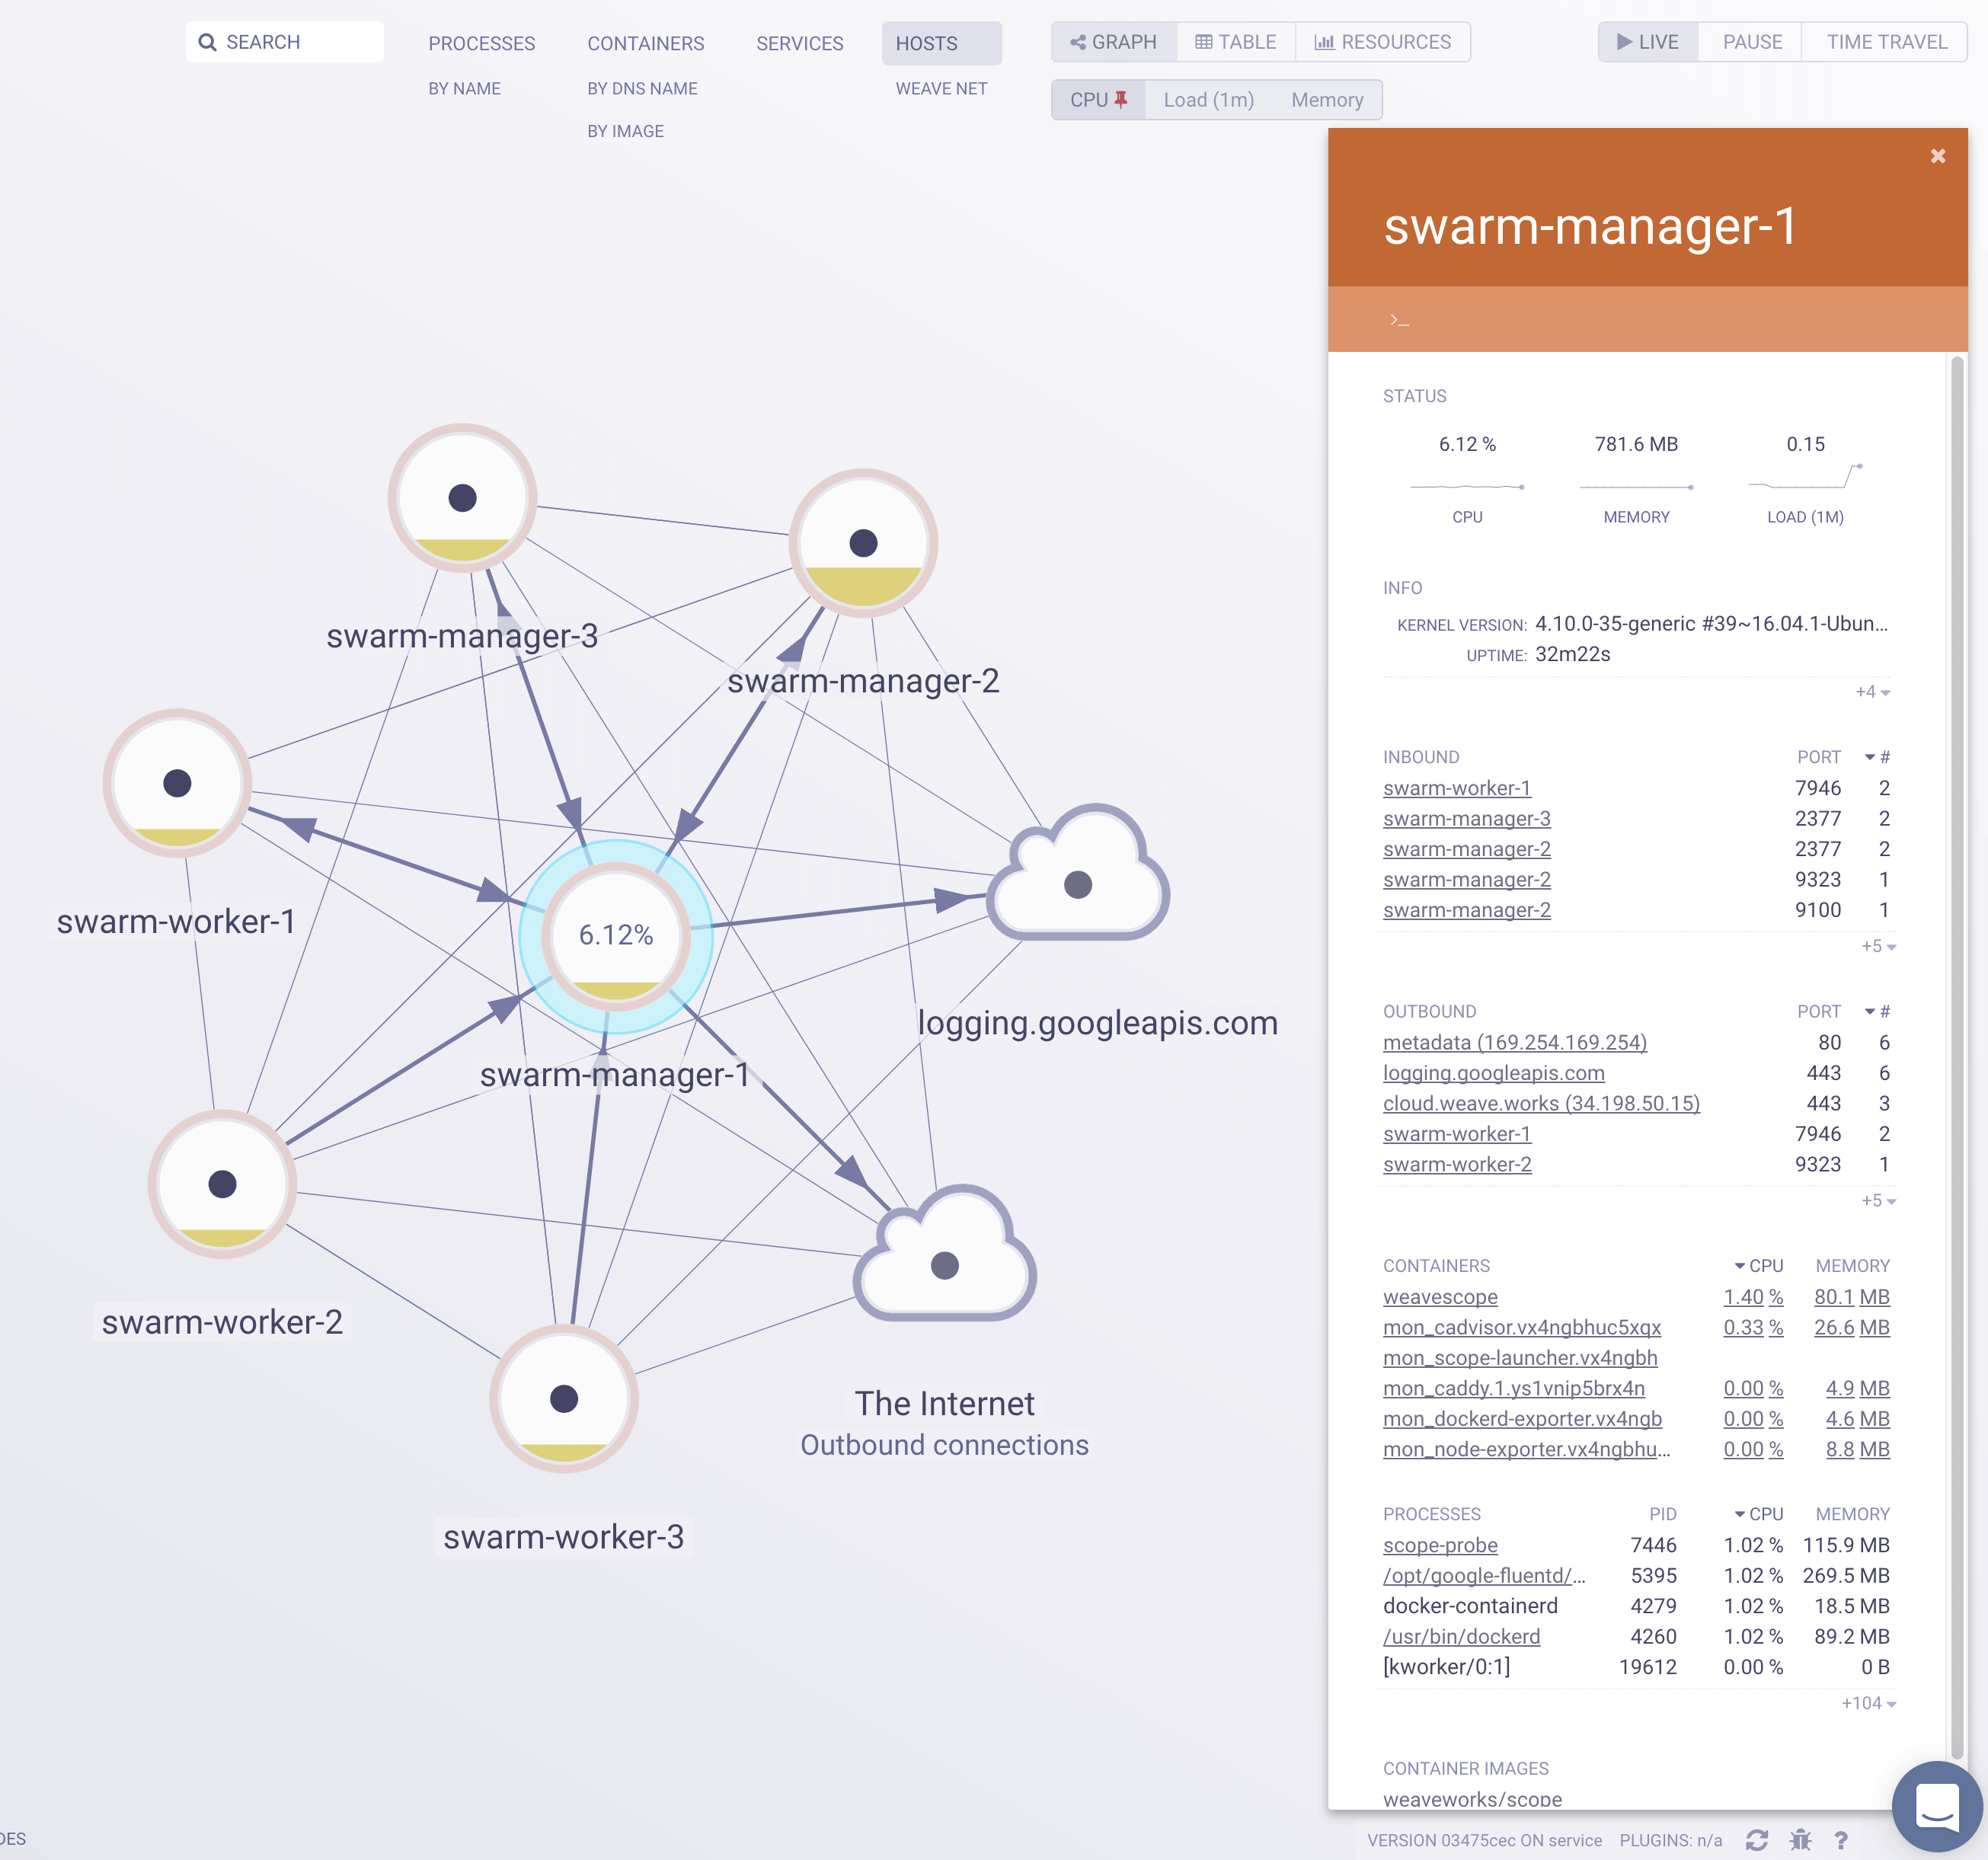 SEARCH
PROCESSES
BY NAME
CONTAINERS
BY DNS NAME
BY IMAGE
SERVICES
HOSTS
WEAVE NET
GRAPH TABLE RESOURCES
CPU Load (1m) Memory
LIVE PAUSE TIME TRAVEL
swarm-manager-3
swarm-manager-2
swarm-worker-1
6.12%
swarm-manager-1
logging.googleapis.com
swarm-worker-2
The Internet
Outbound connections
swarm-worker-3
swarm-manager-1
>_
STATUS
6.12 % 781.6 MB 0.15
CPU MEMORY LOAD (1M)
INFO
KERNEL VERSION: 4.10.0-35-generic #39~16.04.1-Ubun...
UPTIME: 32m22s
+4
INBOUND PORT #
swarm-worker-1 7946 2
swarm-manager-3 2377 2
swarm-manager-2 2377 2
swarm-manager-2 9323 1
swarm-manager-2 9100 1
+5
OUTBOUND PORT #
metadata (169.254.169.254) 80 6
logging.googleapis.com 443 6
cloud.weave.works (34.198.50.15) 443 3
swarm-worker-1 7946 2
swarm-worker-2 9323 1
+5
CONTAINERS CPU MEMORY
weavescope 1.40 % 80.1 MB
mon_cadvisor.vx4ngbhuc5xqx 0.33 % 26.6 MB
mon_scope-launcher.vx4ngbh
mon_caddy.1.ys1vnip5brx4n 0.00 % 4.9 MB
mon_dockerd-exporter.vx4ngb 0.00 % 4.6 MB
mon_node-exporter.vx4ngbhu... 0.00 % 8.8 MB
PROCESSES PID CPU MEMORY
scope-probe 7446 1.02 % 115.9 MB
/opt/google-fluentd/... 5395 1.02 % 269.5 MB
docker-containerd 4279 1.02 % 18.5 MB
/usr/bin/dockerd 4260 1.02 % 89.2 MB
[kworker/0:1] 19612 0.00 % 0 B
+104
CONTAINER IMAGES
weaveworks/scope
DES
VERSION 03475cec ON service PLUGINS: n/a ?